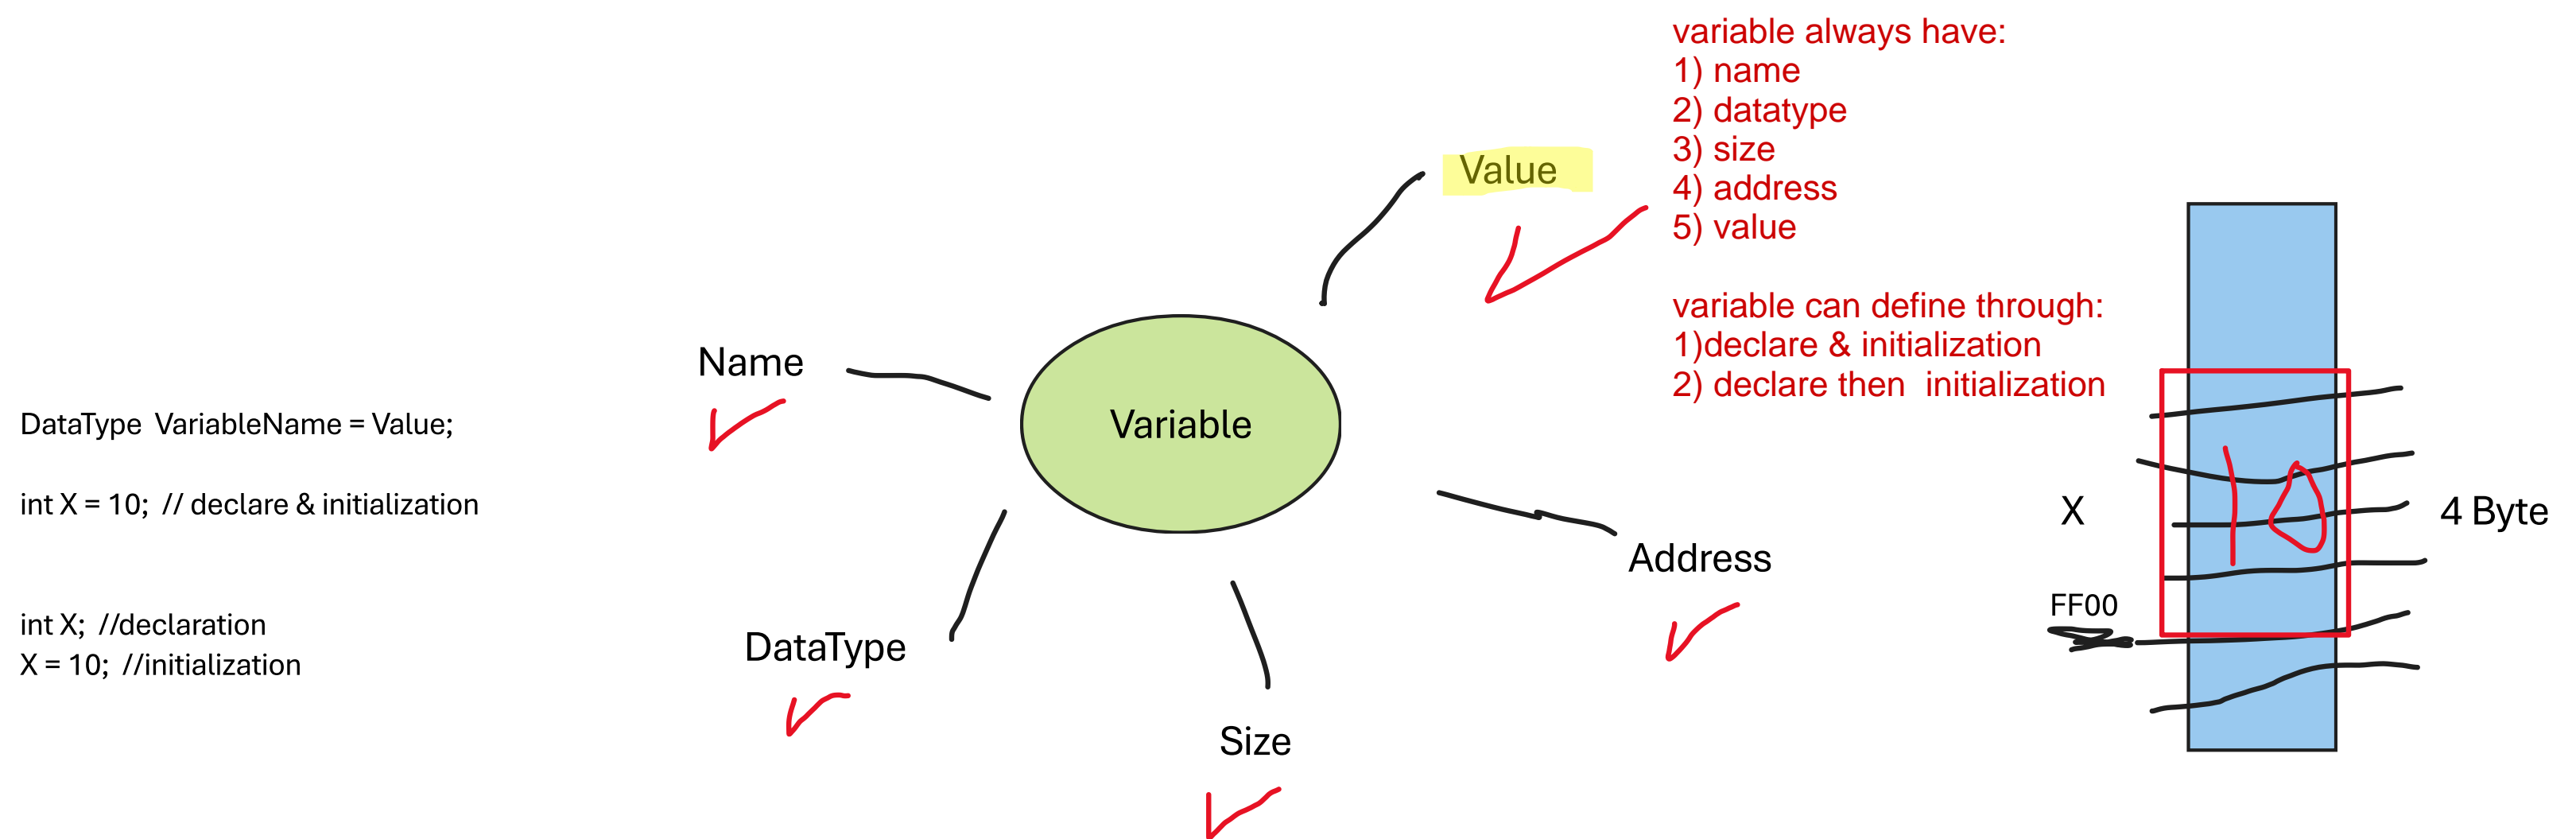 variable always have:
1) name
2) datatype
3) size
4) address
5) value
variable can define through:
1)declare & initialization
2) declare then  initialization
Value
Name
Variable
DataType  VariableName = Value;
int X = 10;  // declare & initialization
X
10
4 Byte
Address
FF00
int X;  //declaration
X = 10;  //initialization
DataType
Size